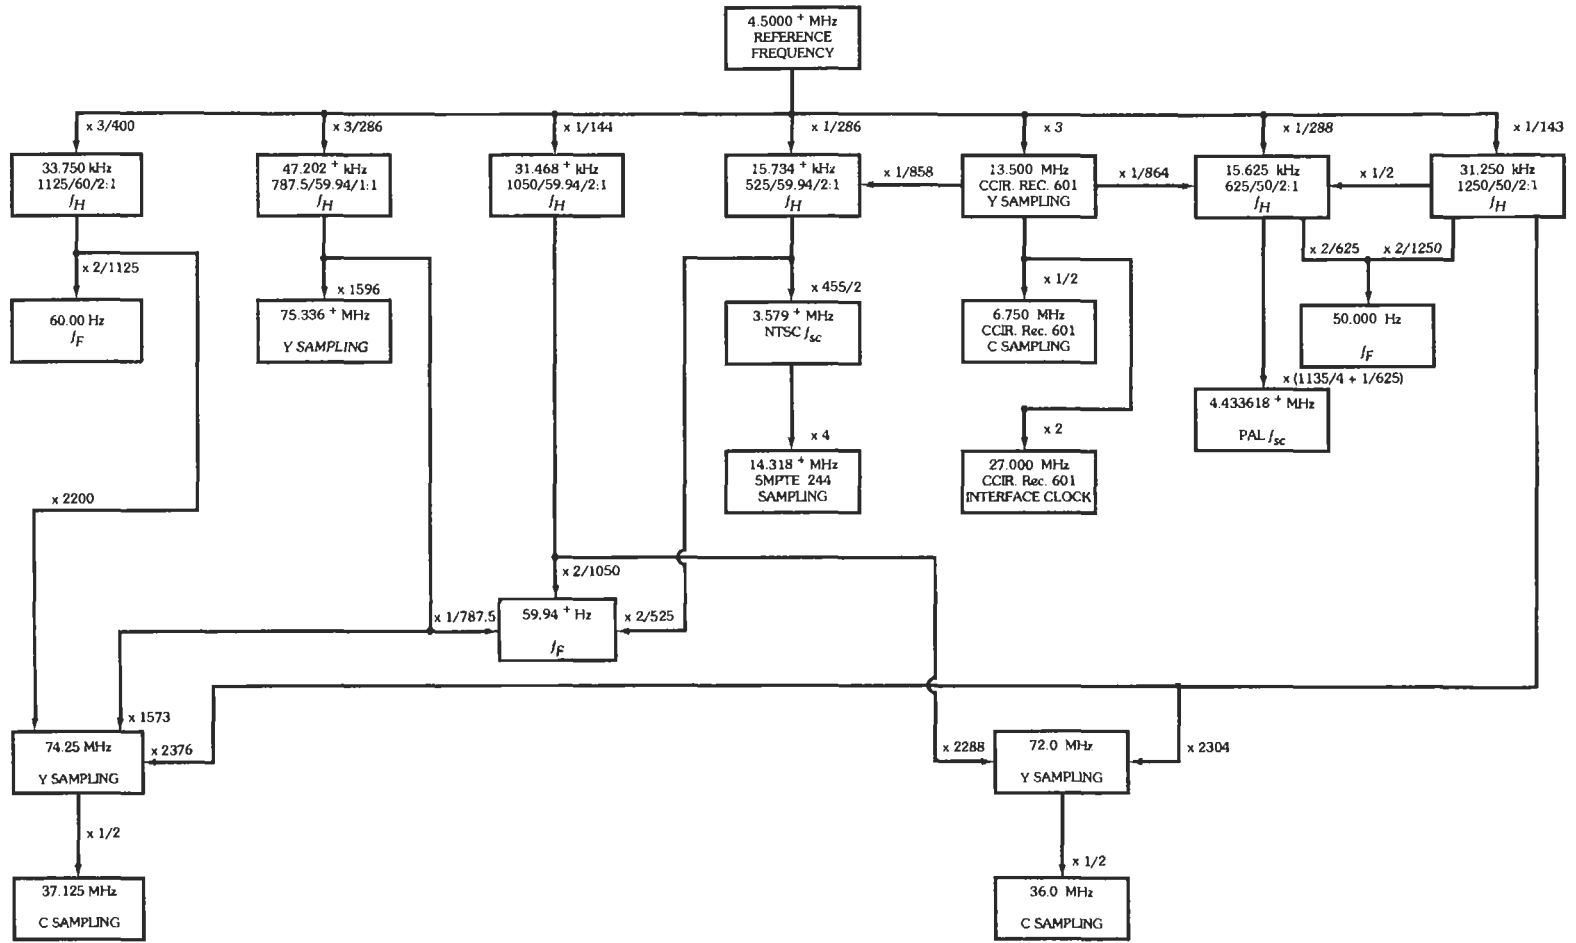 4.5000 + MHz
REFERENCE
FREQUENCY
x 3/400
x 3/286
x 1/144
x 1/286
x 3
x 1/288
x 1/143
33.750 kHz
1125/60/2:1
fH
47.202 + kHz
787.5/59.94/1:1
fH
31.468 + kHz
1050/59.94/2:1
fH
15.734 + kHz
525/59.94/2:1
fH
x 1/858
13.500 MHz
CCIR. REC. 601
Y SAMPLING
x 1/864
15.625 kHz
625/50/2:1
fH
x 1/2
31.250 kHz
1250/50/2:1
fH
x 2/1125
x 1596
x 455/2
x 1/2
x 2/625
x 2/1250
60.00 Hz
fF
75.336 + MHz
Y SAMPLING
3.579 + MHz
NTSC fsc
6.750 MHz
CCIR. Rec. 601
C SAMPLING
50.000 Hz
fF
x (1135/4 + 1/625)
4.433618 + MHz
PAL fsc
x 4
x 2
14.318 + MHz
SMPTE 244
SAMPLING
27.000 MHz
CCIR. Rec. 601
INTERFACE CLOCK
x 2200
x 2/1050
x 1/787.5
59.94 + Hz
fF
x 2/525
x 1573
74.25 MHz
Y SAMPLING
x 2376
x 2288
72.0 MHz
Y SAMPLING
x 2304
x 1/2
x 1/2
37.125 MHz
C SAMPLING
36.0 MHz
C SAMPLING